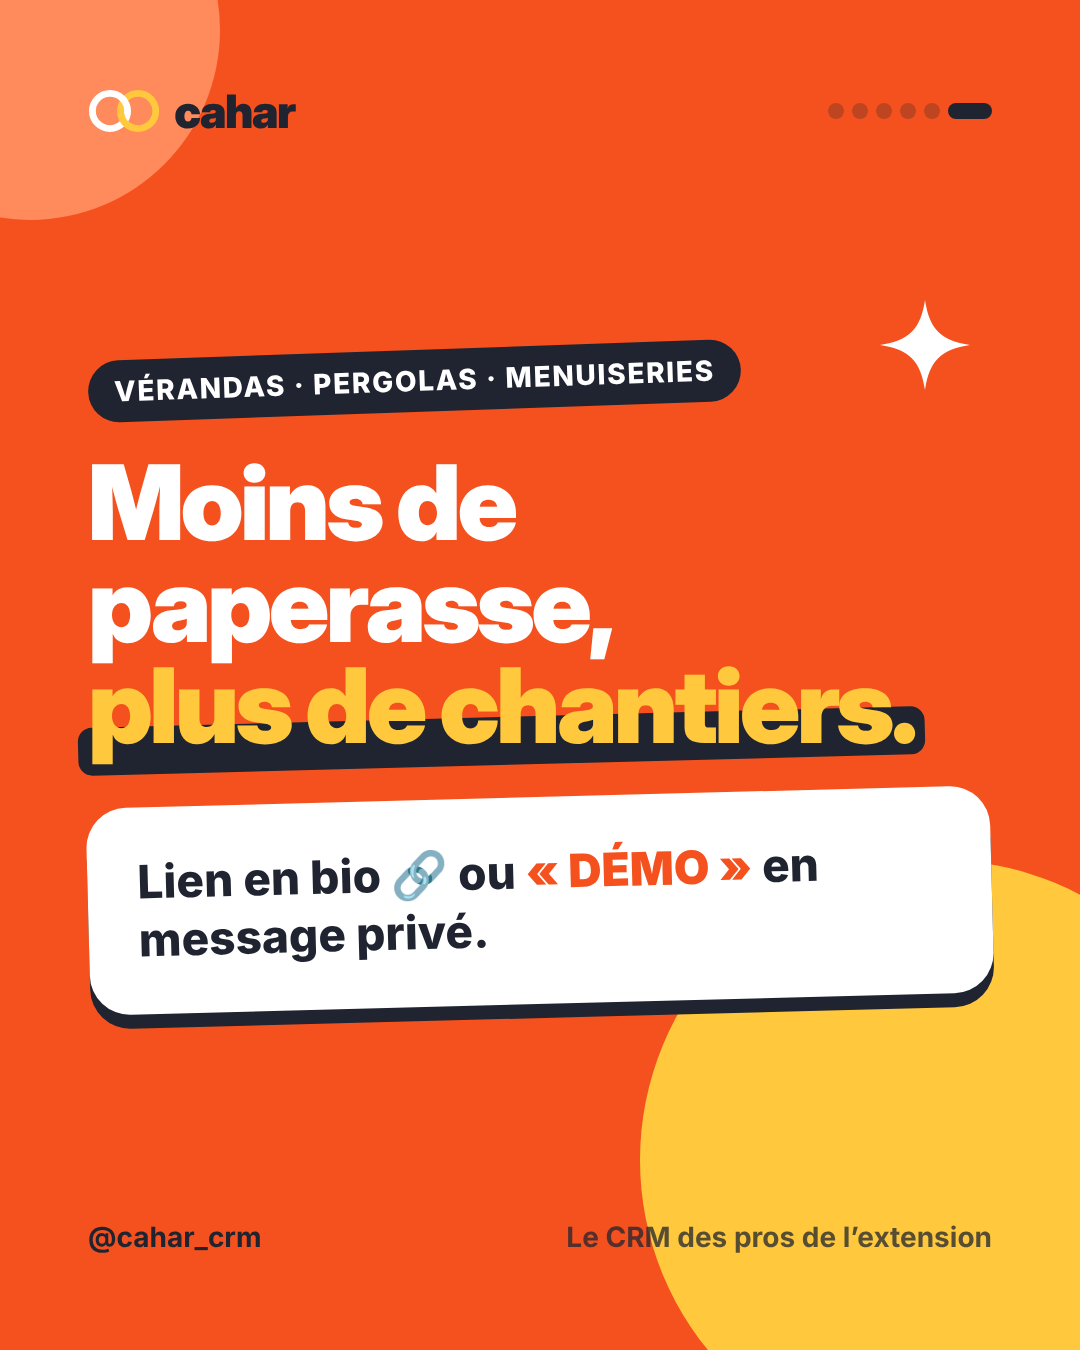 cahar
VÉRANDAS · PERGOLAS · MENUISERIES
Moins de
paperasse,
plus de chantiers.
Lien en bio 🔗 ou « DÉMO » en
message privé.
@cahar_crm
Le CRM des pros de l’extension